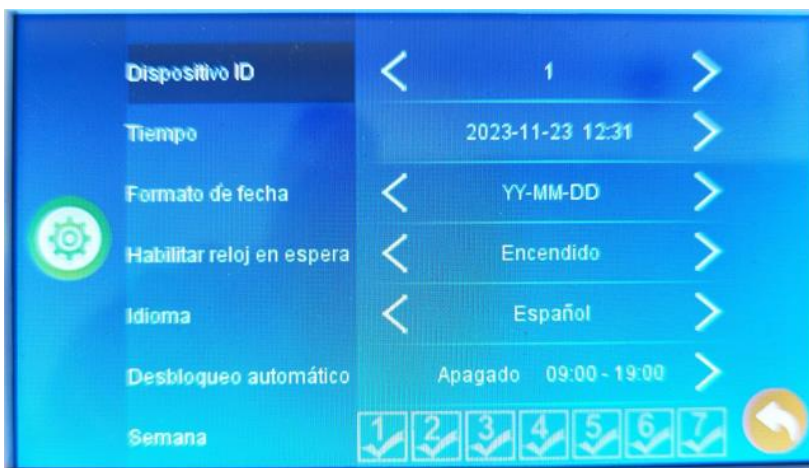 Dispositivo ID 1
Tiempo 2023-11-23 12:31
Formato de fecha YY-MM-DD
Habilitar reloj en espera Encendido
Idioma Español
Desbloqueo automático Apagado 09:00 - 19:00
Semana 1 2 3 4 5 6 7